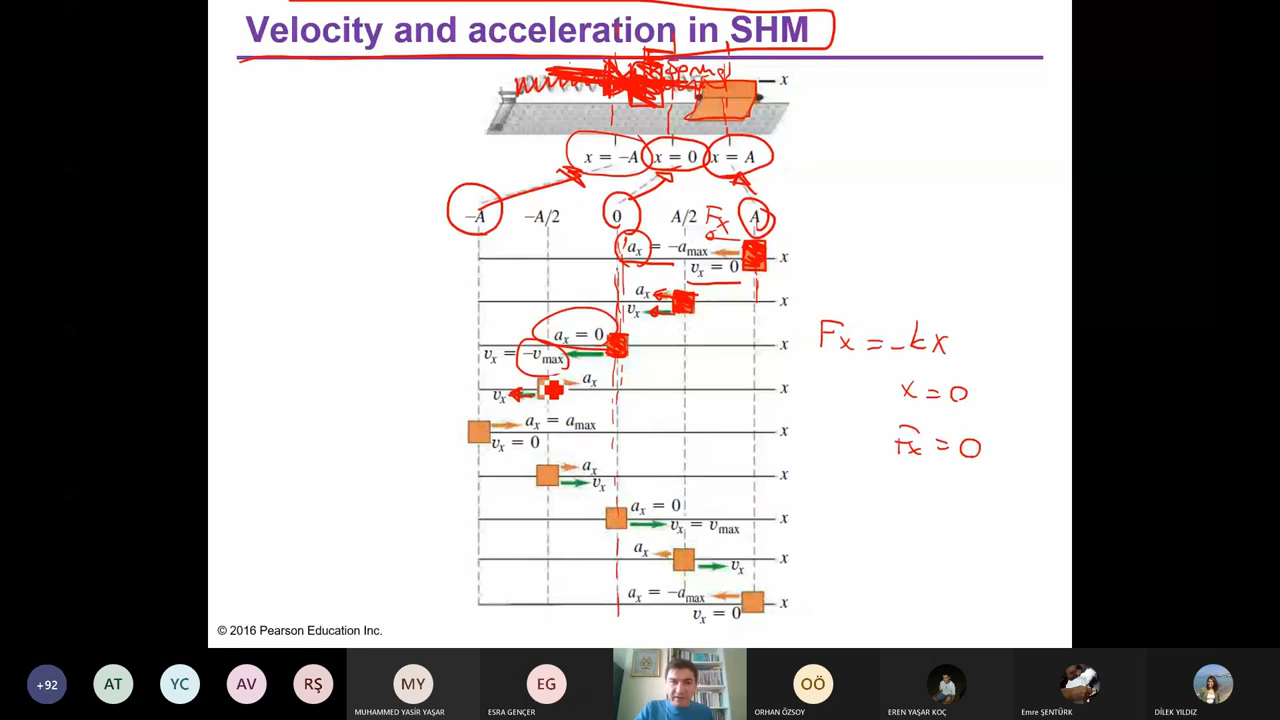 Velocity and acceleration in SHM
x
x = −A x = 0 x = A
−A −A/2 0 A/2 A
Fx
ax = −amax
vx = 0
x
ax
vx
x
ax = 0
vx = −vmax
x
Fx = -kx
vx
ax
x
x = 0
ax = amax
vx = 0
x
Fx = 0
ax
vx
x
ax = 0
vx = vmax
x
ax
vx
x
ax = −amax
vx = 0
x
© 2016 Pearson Education Inc.
+92 AT YC AV RŞ MY EG OÖ
MUHAMMED YASİR YAŞAR ESRA GENÇER ORHAN ÖZSOY EREN YAŞAR KOÇ Emre ŞENTÜRK DİLEK YILDIZ